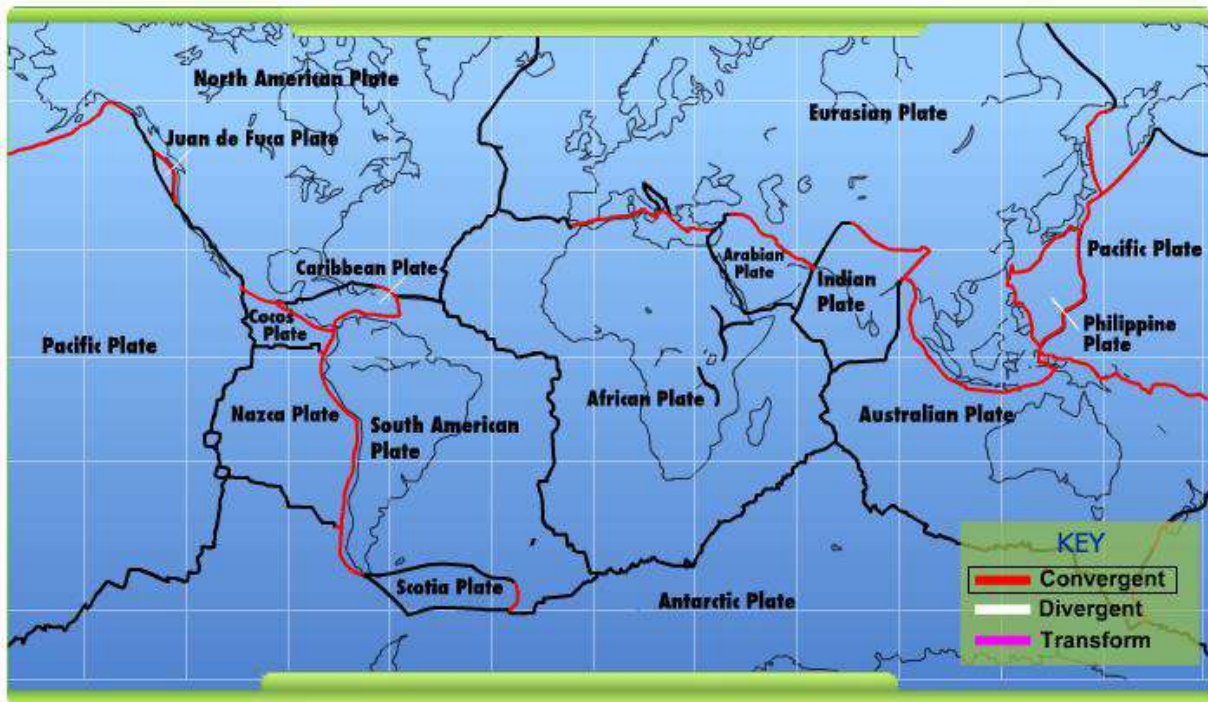 North American Plate
Juan de Fuca Plate
Eurasian Plate
Caribbean Plate
Arabian
Plate
Indian
Plate
Pacific Plate
Cocos
Plate
Philippine
Plate
Pacific Plate
Nazca Plate
South American
Plate
African Plate
Australian Plate
Scotia Plate
Antarctic Plate
KEY
Convergent
Divergent
Transform